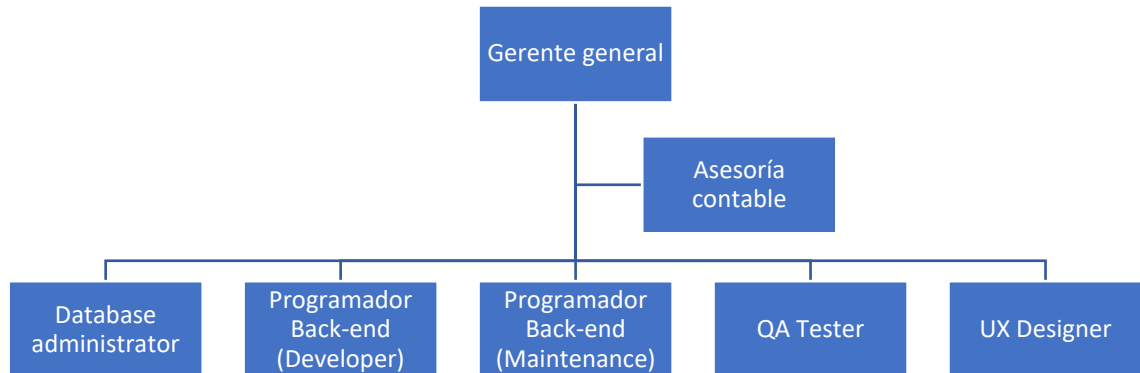 Gerente general
Asesoría
contable
Database
administrator
Programador
Back-end
(Developer)
Programador
Back-end
(Maintenance)
QA Tester
UX Designer